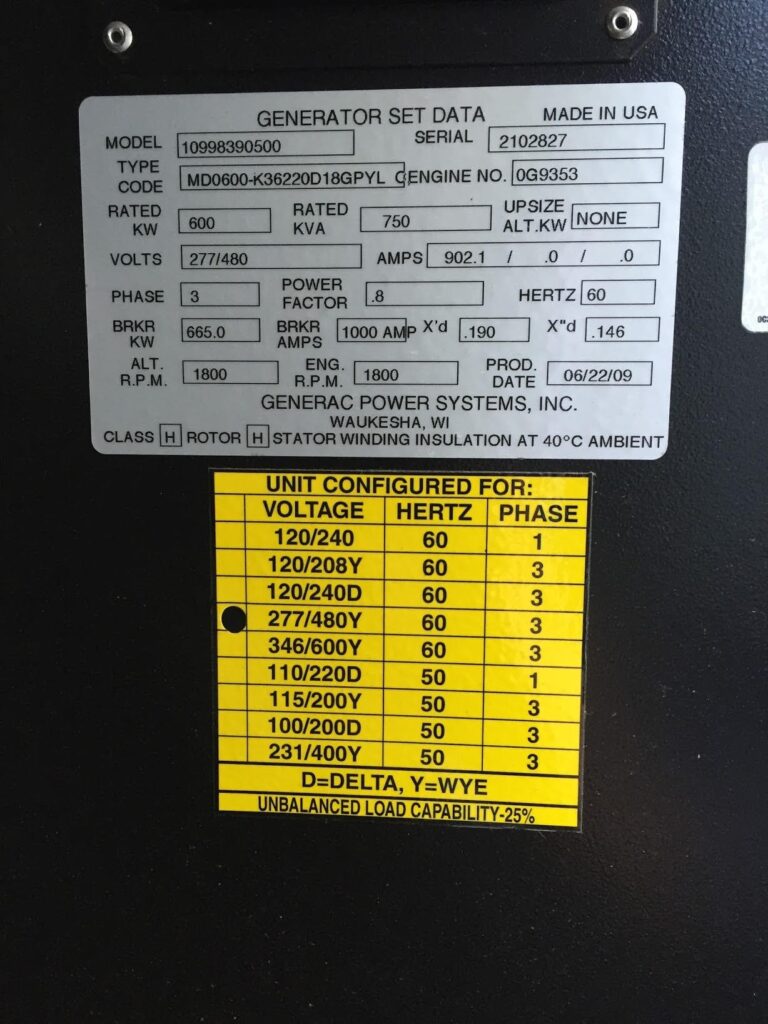 GENERATOR SET DATA MADE IN USA
MODEL 10998390500 SERIAL 2102827
TYPE CODE MD0600-K36220D18GPYL C ENGINE NO. 0G9353
RATED KW 600 RATED KVA 750 UPSIZE ALT.KW NONE
VOLTS 277/480 AMPS 902.1 / .0 / .0
PHASE 3 POWER FACTOR .8 HERTZ 60
BRKR KW 665.0 BRKR AMPS 1000 AMP X'd .190 X"d .146
ALT. R.P.M. 1800 ENG. R.P.M. 1800 PROD. DATE 06/22/09
GENERAC POWER SYSTEMS, INC.
WAUKESHA, WI
CLASS H ROTOR H STATOR WINDING INSULATION AT 40°C AMBIENT
UNIT CONFIGURED FOR:
VOLTAGE HERTZ PHASE
120/240 60 1
120/208Y 60 3
120/240D 60 3
277/480Y 60 3
346/600Y 60 3
110/220D 50 1
115/200Y 50 3
100/200D 50 3
231/400Y 50 3
D=DELTA, Y=WYE
UNBALANCED LOAD CAPABILITY-25%